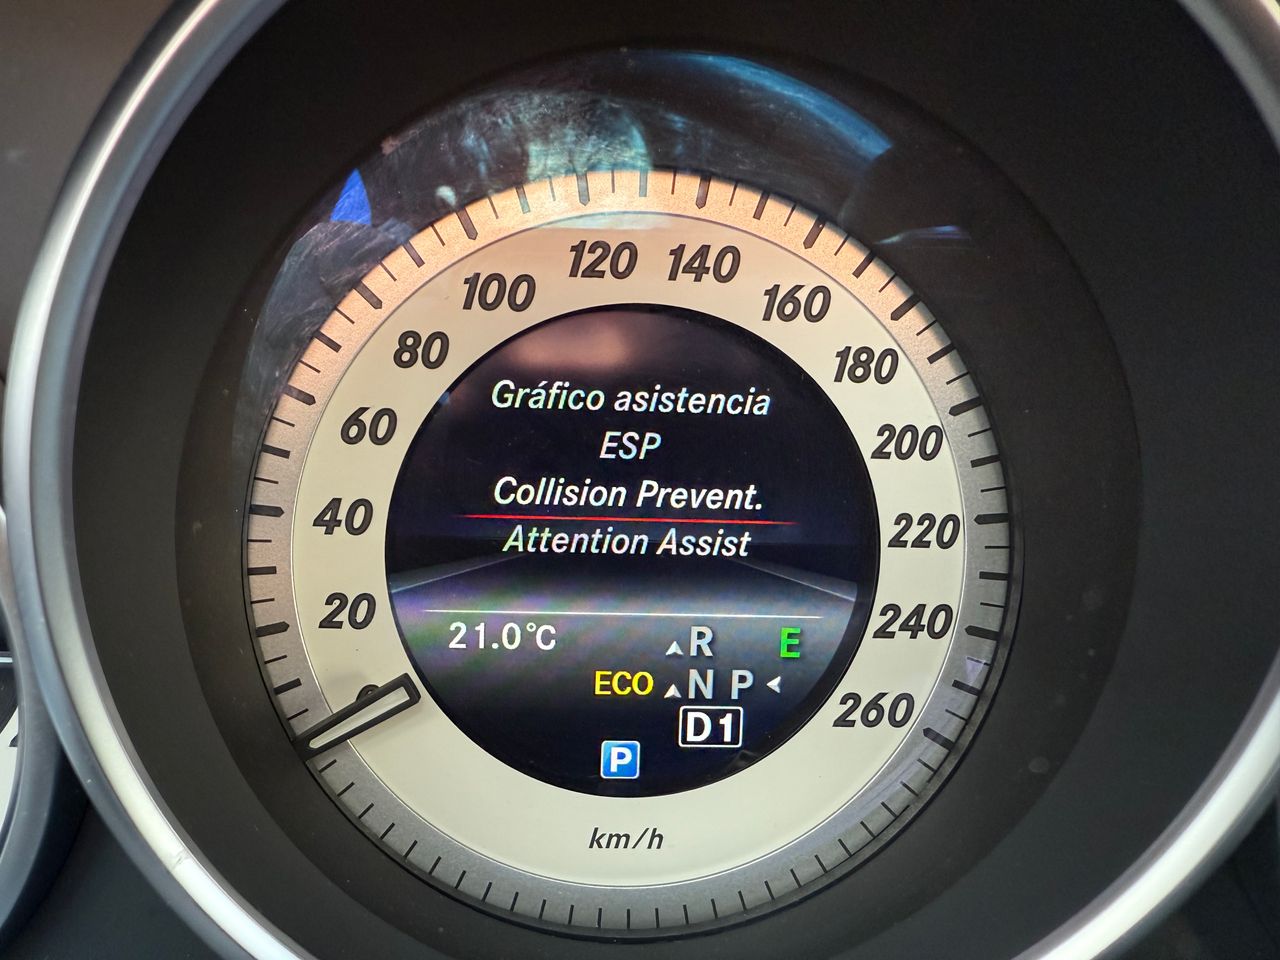 120 140
100 160
80 180
60 200
40 220
20 240
0 260
Gráfico asistencia
ESP
Collision Prevent.
Attention Assist
21.0°C R E
ECO N P
D1
P
km/h